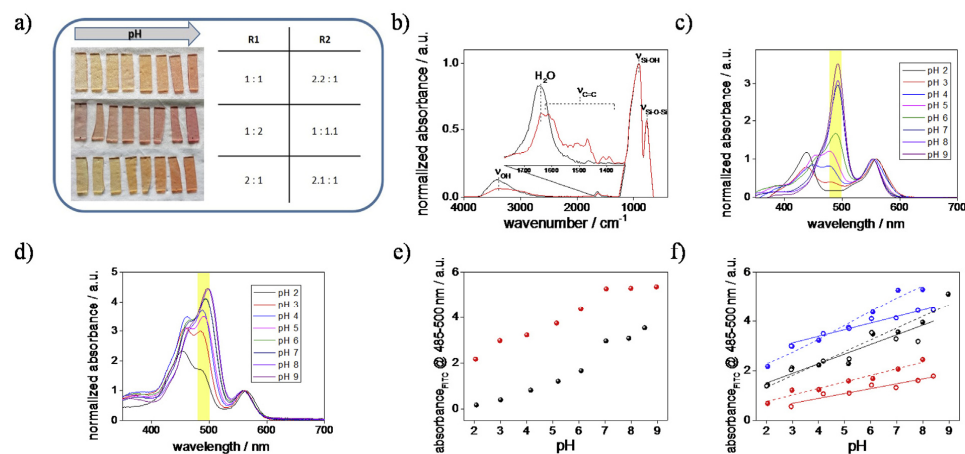 a)
pH
R1 R2
1 : 1 2.2 : 1
1 : 2 1 : 1.1
2 : 1 2.1 : 1
b)
normalized absorbance / a.u.
1.0
0.5
0.0
4000 3000 2000 1000
wavenumber / cm⁻¹
νOH
H₂O
νC=C
νSi-OH
νSi-O-Si
1700 1600 1500 1400
c)
normalized absorbance / a.u.
3
2
1
0
400 500 600 700
wavelength / nm
pH 2
pH 3
pH 4
pH 5
pH 6
pH 7
pH 8
pH 9
d)
normalized absorbance / a.u.
5
4
3
2
1
0
400 500 600 700
wavelength / nm
pH 2
pH 3
pH 4
pH 5
pH 6
pH 7
pH 8
pH 9
e)
absorbanceFITC @ 485-500 nm / a.u.
6
4
2
0
2 3 4 5 6 7 8 9
pH
f)
absorbanceFITC @ 485-500 nm / a.u.
6
4
2
0
2 3 4 5 6 7 8 9
pH